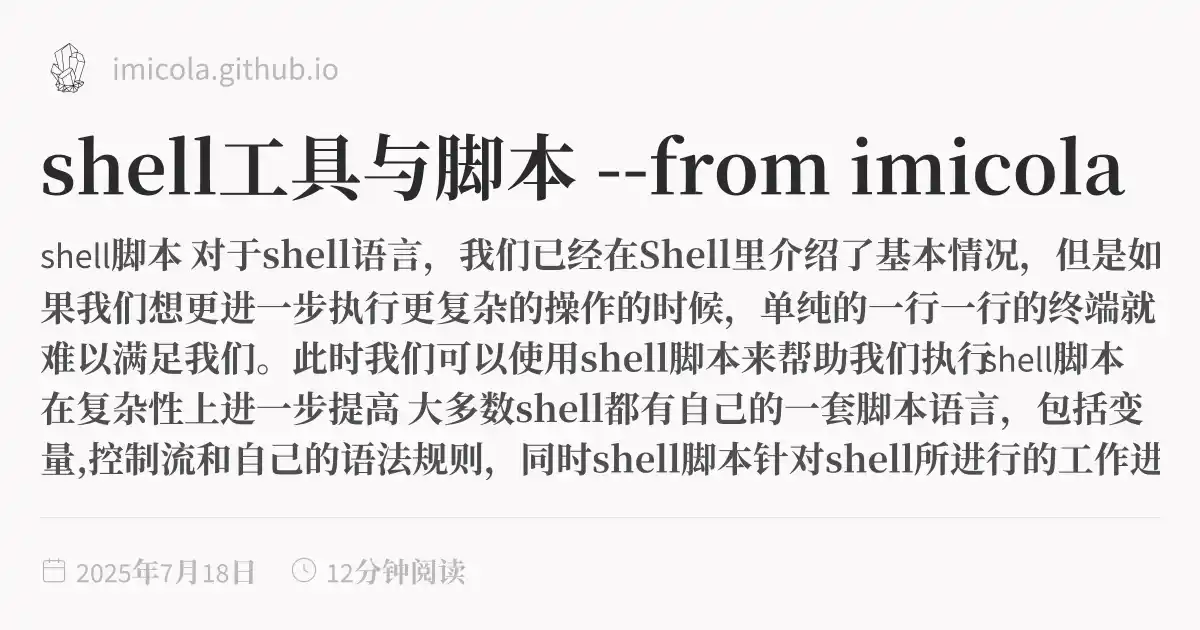 imicola.github.io
shell工具与脚本 --from imicola
shell脚本 对于shell语言，我们已经在Shell里介绍了基本情况，但是如
果我们想更进一步执行更复杂的操作的时候，单纯的一行一行的终端就
难以满足我们。此时我们可以使用shell脚本来帮助我们执行shell脚本
在复杂性上进一步提高 大多数shell都有自己的一套脚本语言，包括变
量,控制流和自己的语法规则，同时shell脚本针对shell所进行的工作进
2025年7月18日 12分钟阅读